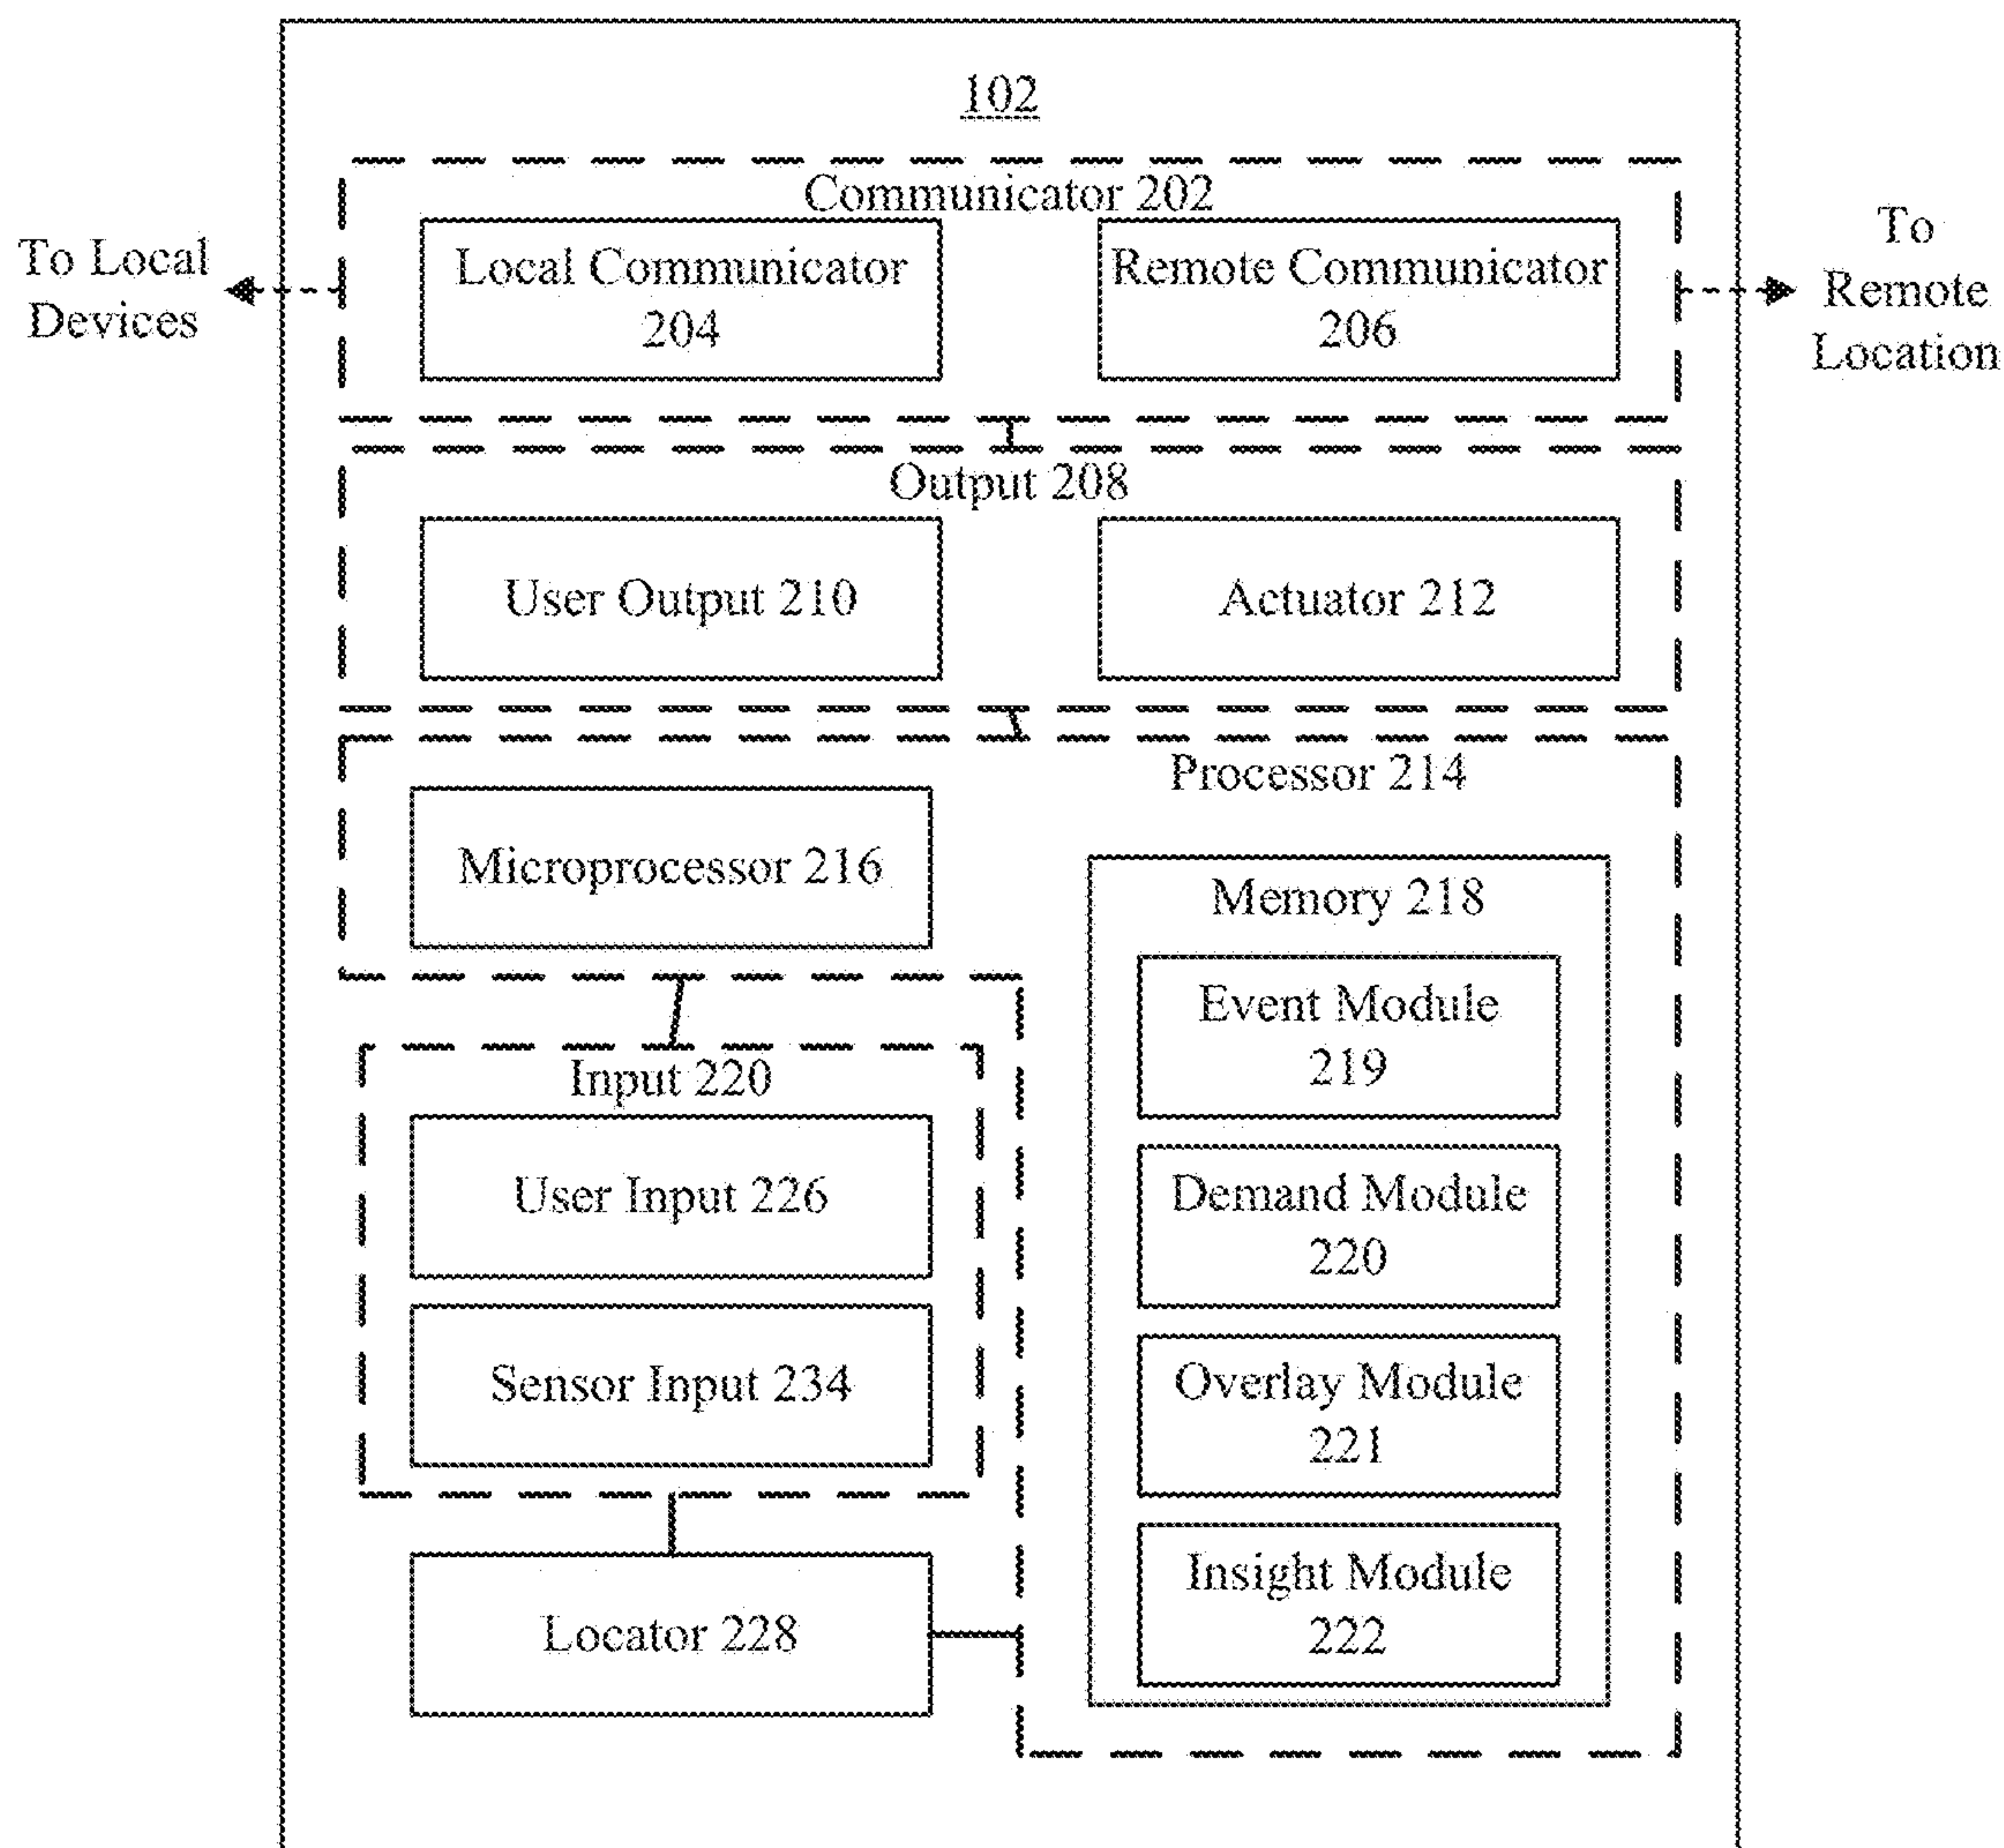 102
Communicator 202
To Local
Devices
Local Communicator
204
Remote Communicator
206
To
Remote
Location
Output 208
User Output 210
Actuator 212
Processor 214
Microprocessor 216
Memory 218
Event Module
219
Demand Module
220
Overlay Module
221
Insight Module
222
Input 220
User Input 226
Sensor Input 234
Locator 228